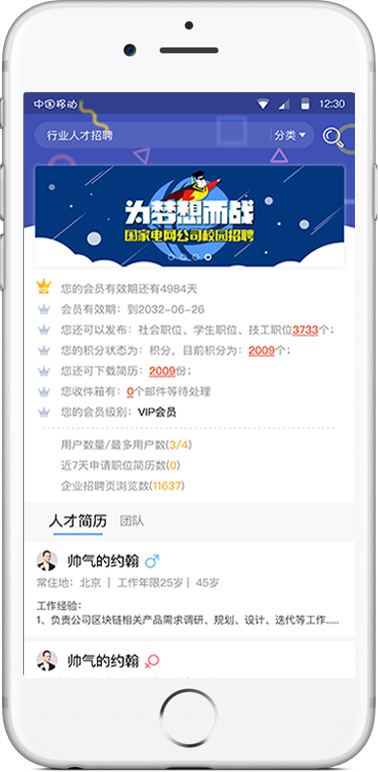 中国移动 12:30
行业人才招聘 分类
为梦想而战
国家电网公司校园招聘
您的会员有效期还有4984天
会员有效期：到2032-06-26
您还可以发布：社会职位、学生职位、技工职位3733个；
您的积分状态为：积分，目前积分为：2009个；
您还可下载简历：2009份；
您收件箱有：0个邮件等待处理
您的会员级别：VIP会员
用户数量/最多用户数(3/4)
近7天申请职位简历数(0)
企业招聘页浏览数(11637)
人才简历 团队
帅气的约翰
常住地：北京 | 工作年限25岁 | 45岁
工作经验：
1、负责公司区块链相关产品需求调研、规划、设计、迭代等工作.....
帅气的约翰